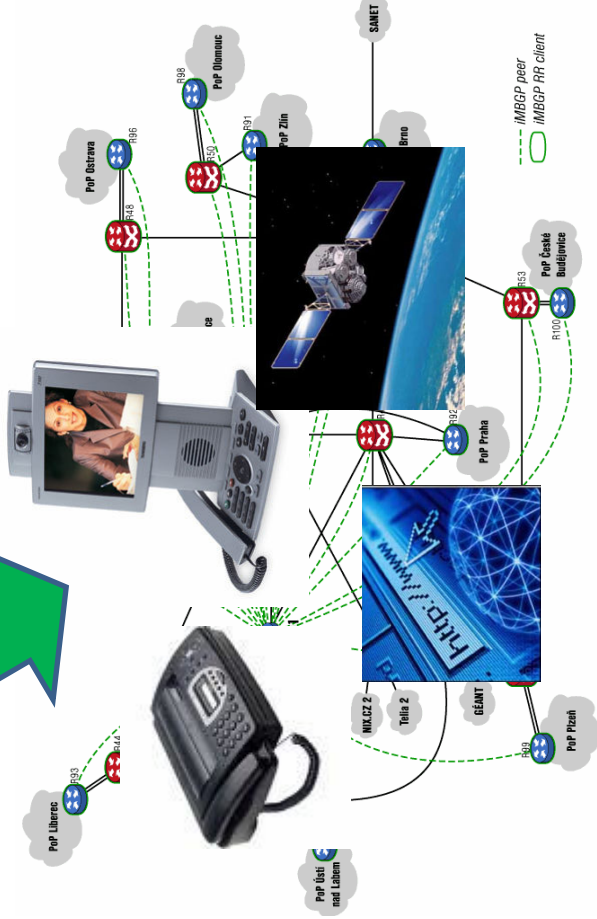 SANET
PoP Olomouc
R98
PoP Zlín
R91
R50
PoP Ostrava
R96
R48
Brno
ce
iMBGP peer
iMBGP RR client
PoP České
Budějovice
R53
R100
R92
PoP Praha
http://www
NIX.CZ 2
Telia 2
GÉANT
R99
PoP Plzeň
PoP Liberec
R93
R44
PoP Ústí
nad Labem